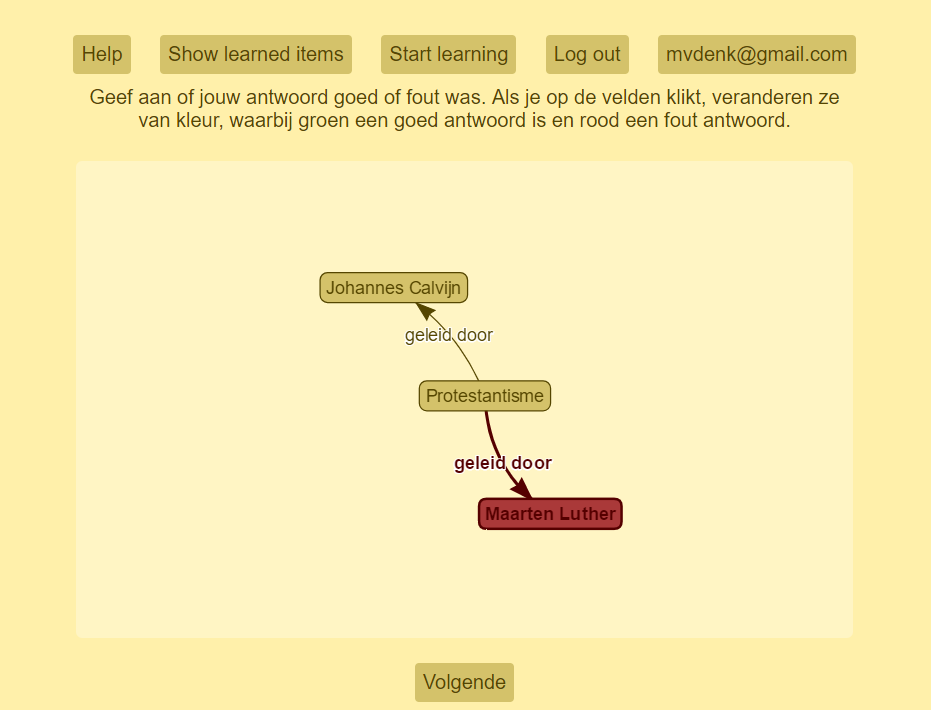 Help
Show learned items
Start learning
Log out
mvdenk@gmail.com
Geef aan of jouw antwoord goed of fout was. Als je op de velden klikt, veranderen ze
van kleur, waarbij groen een goed antwoord is en rood een fout antwoord.
Johannes Calvijn
geleid door
Protestantisme
geleid door
Maarten Luther
Volgende